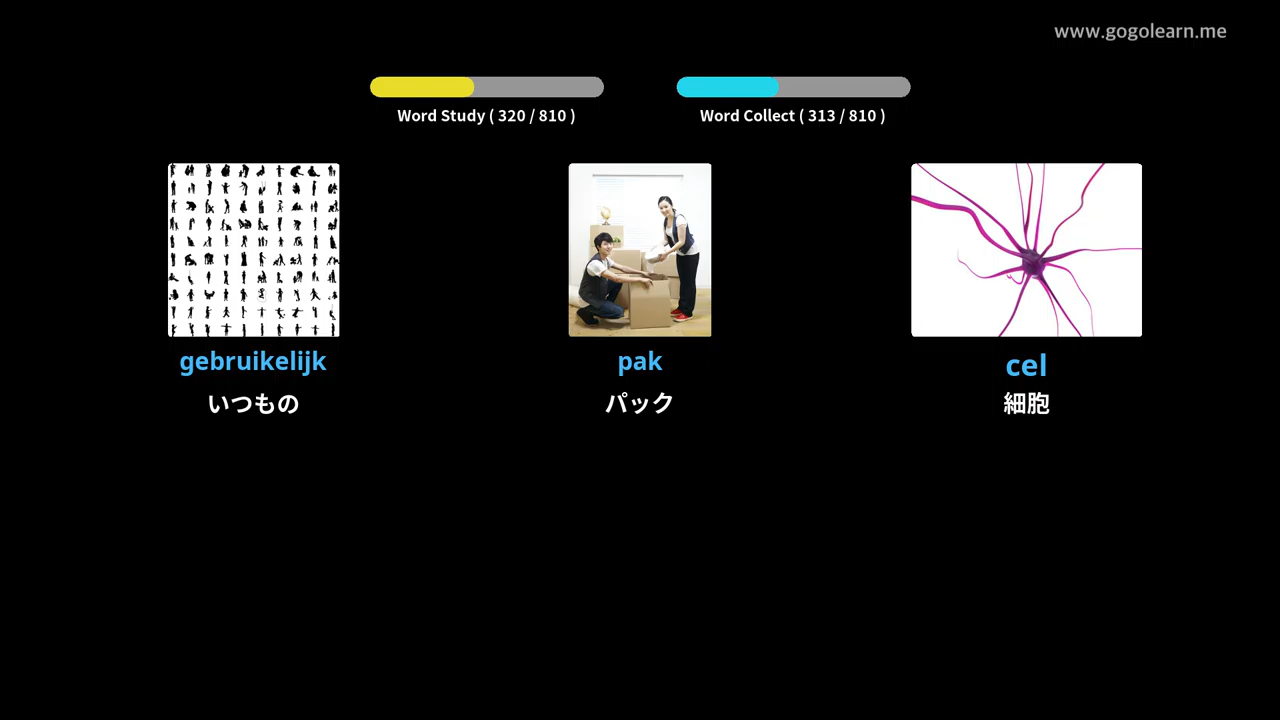 www.gogolearn.me
Word Study ( 320 / 810 )
Word Collect ( 313 / 810 )
gebruikelijk
いつもの
pak
パック
cel
細胞